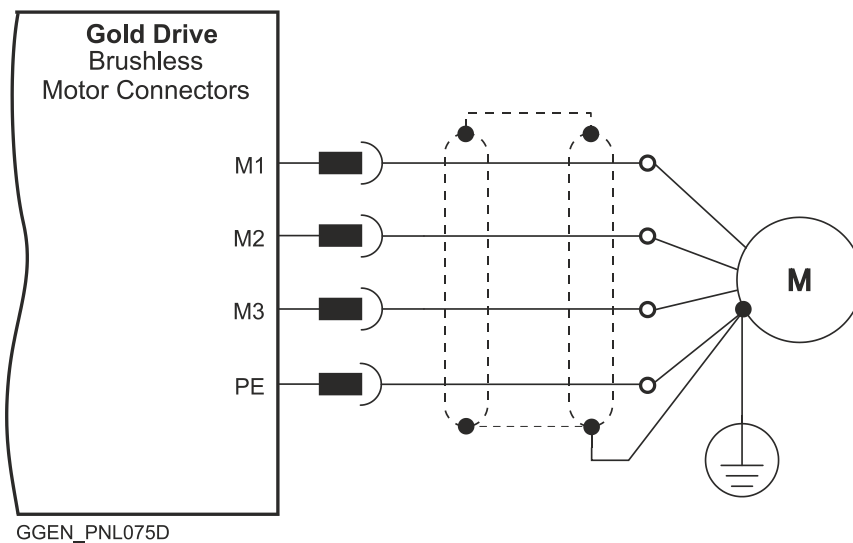 Gold Drive
Brushless
Motor Connectors
M1
M2
M3
PE
M
GGEN_PNL075D